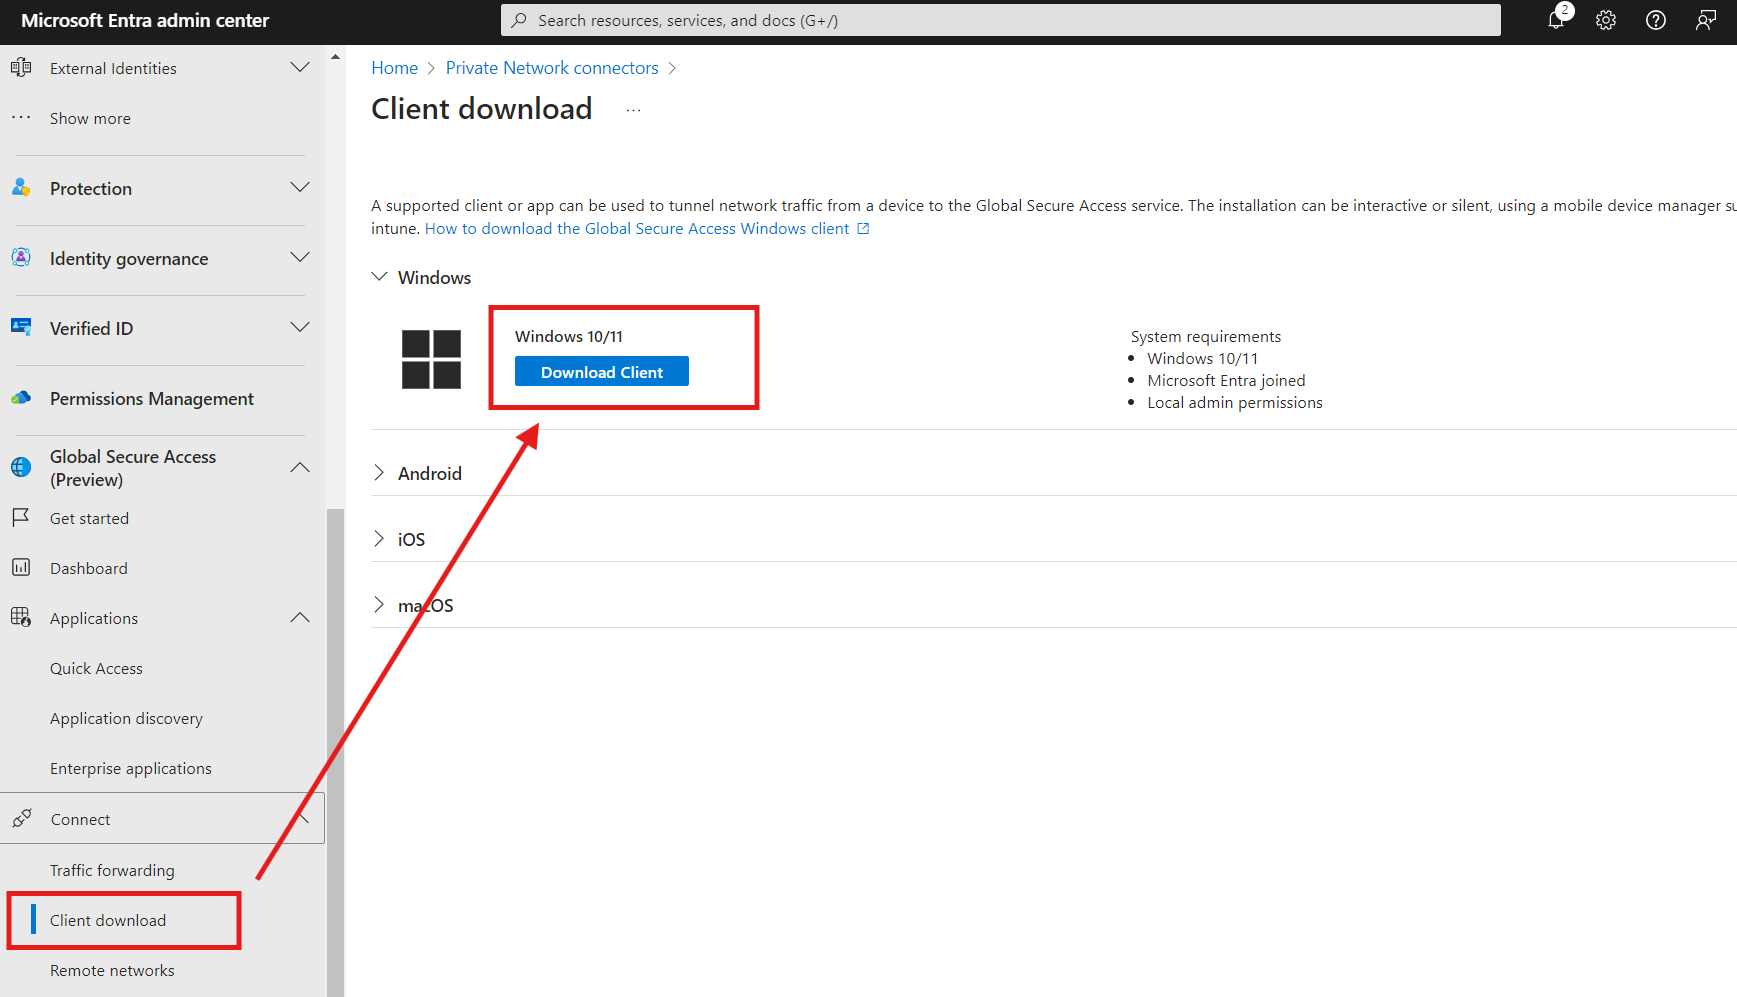 Microsoft Entra admin center
Search resources, services, and docs (G+/)
2
External Identities
Show more
Protection
Identity governance
Verified ID
Permissions Management
Global Secure Access
(Preview)
Get started
Dashboard
Applications
Quick Access
Application discovery
Enterprise applications
Connect
Traffic forwarding
Client download
Remote networks
Home > Private Network connectors >
Client download ...
A supported client or app can be used to tunnel network traffic from a device to the Global Secure Access service. The installation can be interactive or silent, using a mobile device manager su
intune. How to download the Global Secure Access Windows client
Windows
Windows 10/11
Download Client
System requirements
• Windows 10/11
• Microsoft Entra joined
• Local admin permissions
Android
iOS
macOS